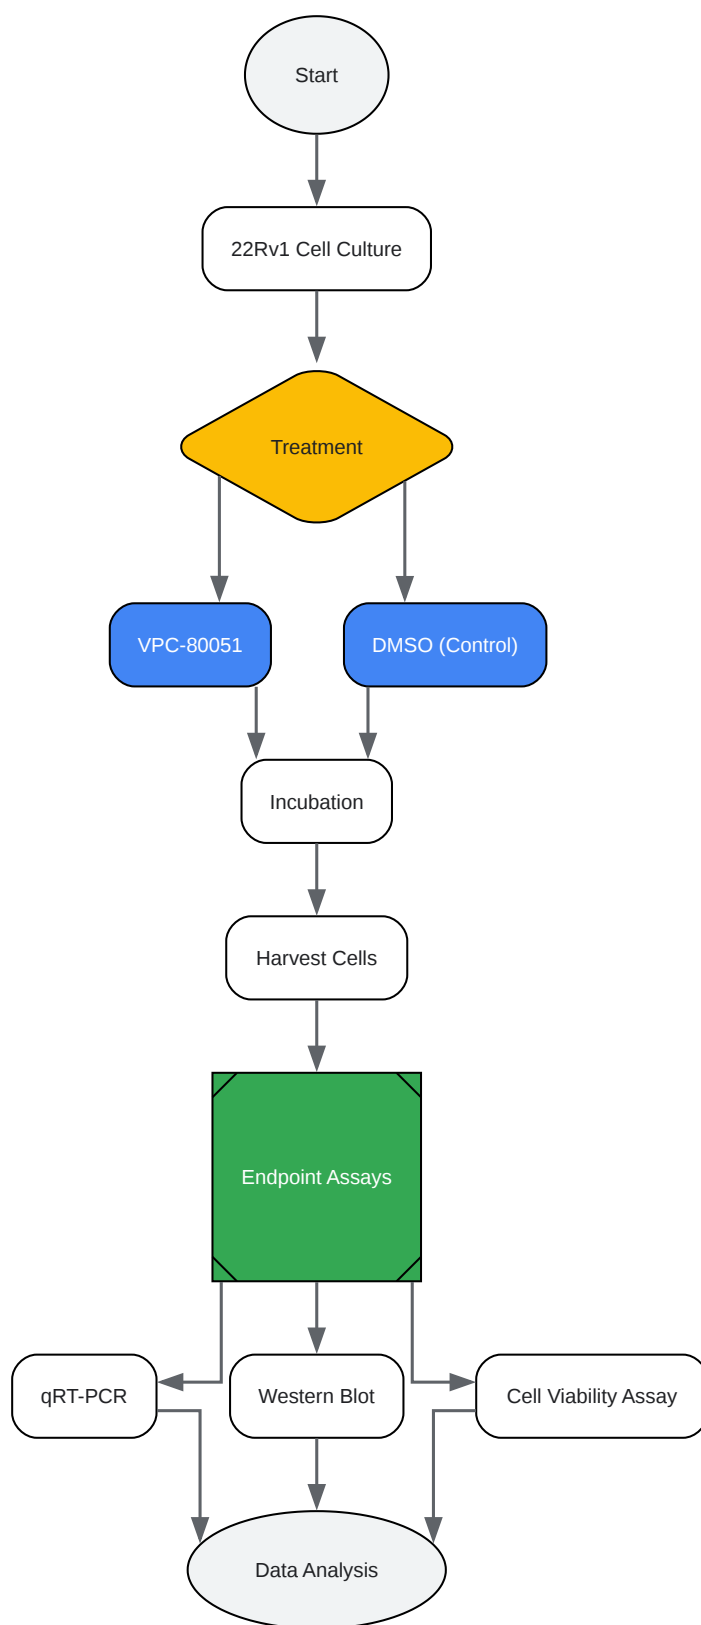 Start
22Rv1 Cell Culture
Treatment
VPC-80051
DMSO (Control)
Incubation
Harvest Cells
Endpoint Assays
qRT-PCR
Western Blot
Cell Viability Assay
Data Analysis